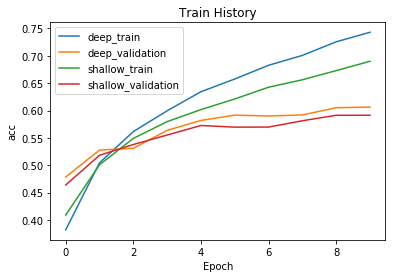 Train History
deep_train
deep_validation
shallow_train
shallow_validation
acc
0.75
0.70
0.65
0.60
0.55
0.50
0.45
0.40
0 2 4 6 8
Epoch